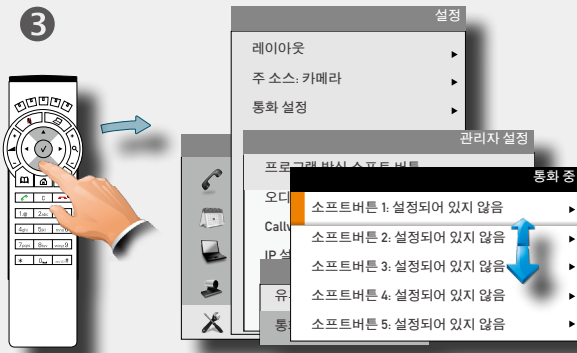 3
설정
레이아웃
주 소스: 카메라
통화 설정
관리자 설정
프로그램 방식 소프트 버튼
오디
Callv
IP 설
유
통
통화 중
소프트버튼 1: 설정되어 있지 않음
소프트버튼 2: 설정되어 있지 않음
소프트버튼 3: 설정되어 있지 않음
소프트버튼 4: 설정되어 있지 않음
소프트버튼 5: 설정되어 있지 않음